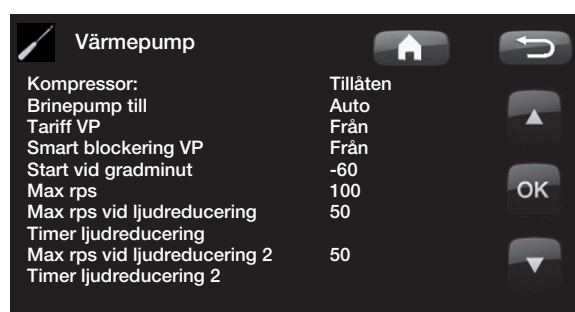 Värmepump
Kompressor: Tillåten
Brinepump till Auto
Tariff VP Från
Smart blockering VP Från
Start vid gradminut -60
Max rps 100
Max rps vid ljudreducering 50
Timer ljudreducering
Max rps vid ljudreducering 2 50
Timer ljudreducering 2
OK